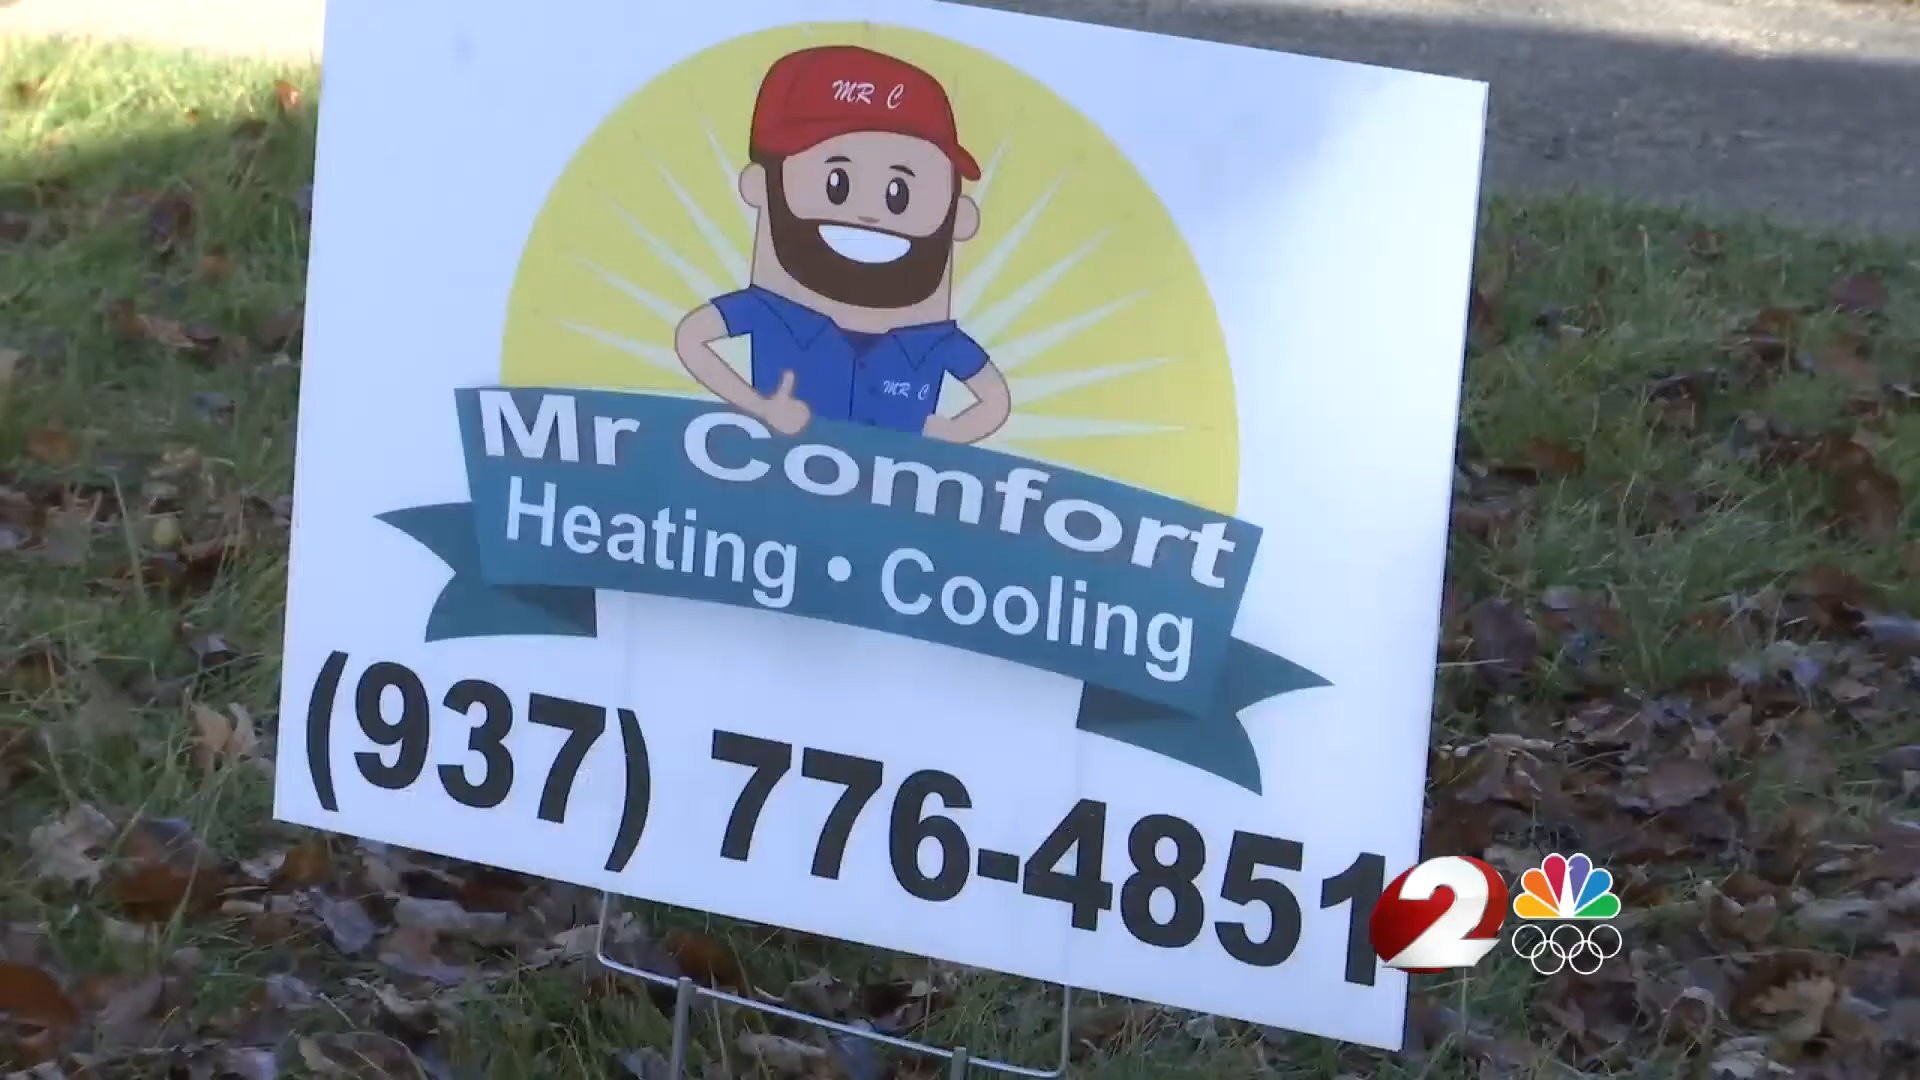 MR C
MR C
Mr Comfort
Heating • Cooling
(937) 776-4851
2